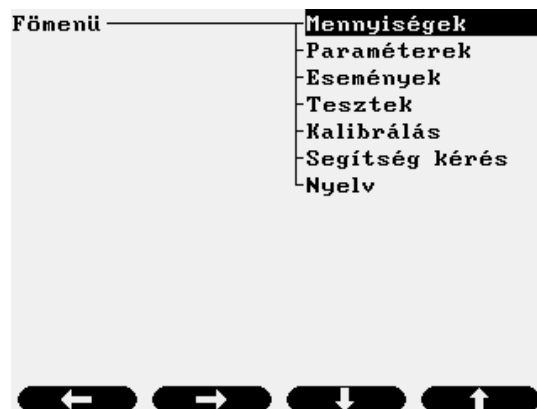 Fömenü Mennyiségek
Paraméterek
Események
Tesztek
Kalibrálás
Segítség kérés
Nyelv